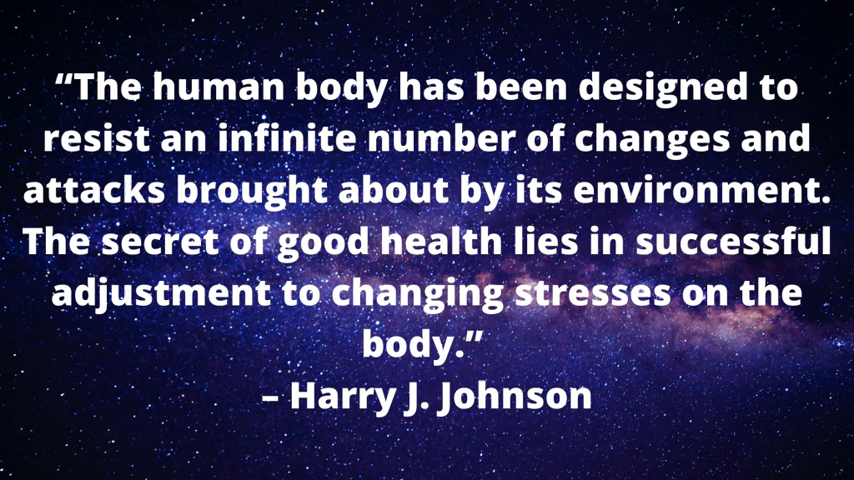 “The human body has been designed to
resist an infinite number of changes and
attacks brought about by its environment.
The secret of good health lies in successful
adjustment to changing stresses on the
body.”
– Harry J. Johnson